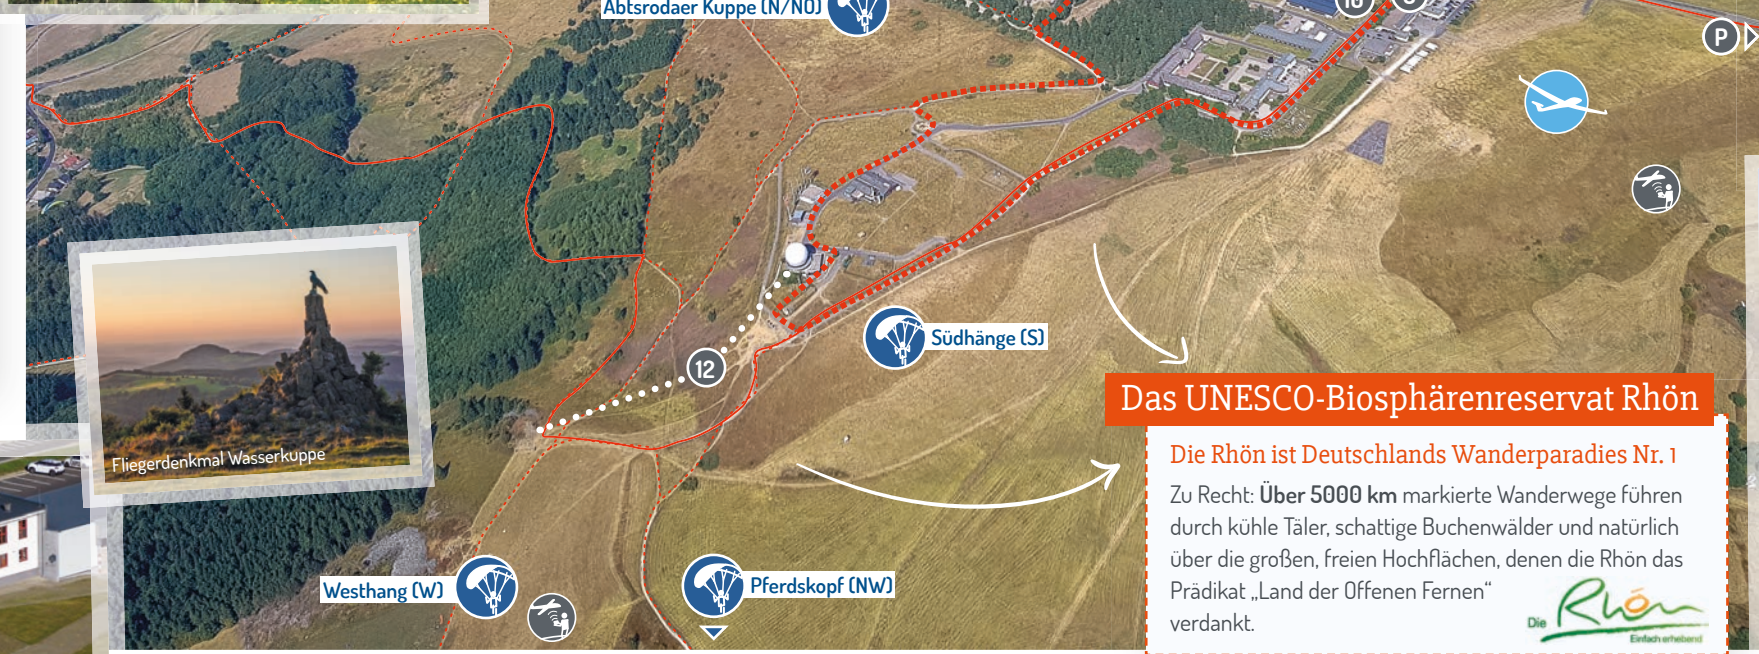 Abtsrodaer Kuppe (N/NO)
10
P
Südhänge (S)
12
Fliegerdenkmal Wasserkuppe
Das UNESCO-Biosphärenreservat Rhön
Die Rhön ist Deutschlands Wanderparadies Nr. 1
Zu Recht: Über 5000 km markierte Wanderwege führen
durch kühle Täler, schattige Buchenwälder und natürlich
über die großen, freien Hochflächen, denen die Rhön das
Prädikat „Land der Offenen Fernen“
verdankt.
Die Rhön
Einfach erhebend
Westhang (W)
Pferdskopf (NW)